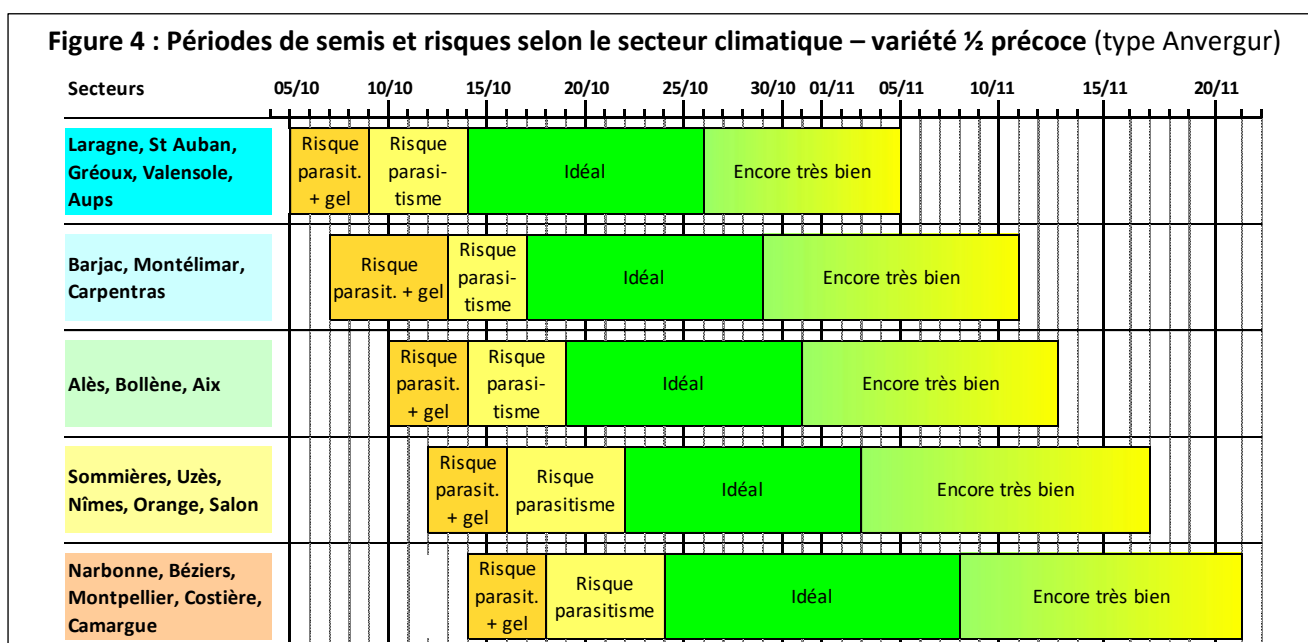 Figure 4 : Périodes de semis et risques selon le secteur climatique – variété ½ précoce (type Anvergur)
Secteurs
05/10 10/10 15/10 20/10 25/10 30/10 01/11 05/11 10/11 15/11 20/11
Laragne, St Auban,
Gréoux, Valensole,
Aups
Risque
parasit.
+ gel
Risque
parasi-
tisme
Idéal
Encore très bien
Barjac, Montélimar,
Carpentras
Risque
parasit. + gel
Risque
parasi-
tisme
Idéal
Encore très bien
Alès, Bollène, Aix
Risque
parasit.
+ gel
Risque
parasi-
tisme
Idéal
Encore très bien
Sommières, Uzès,
Nîmes, Orange, Salon
Risque
parasit.
+ gel
Risque
parasitisme
Idéal
Encore très bien
Narbonne, Béziers,
Montpellier, Costière,
Camargue
Risque
parasit.
+ gel
Risque
parasitisme
Idéal
Encore très bien